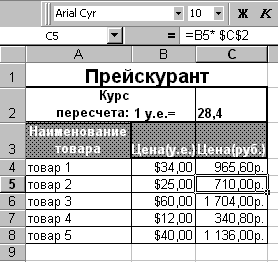 Arial Cyr 10 Ж К
C5 = =B5* $C$2
A B C
1 Прейскурант
2 Курс пересчета: 1 у.е.= 28,4
3 Наименование товара Цена(у.е.) Цена(руб.)
4 товар 1 $34,00 965,60р.
5 товар 2 $25,00 710,00р.
6 товар 3 $60,00 1 704,00р.
7 товар 4 $12,00 340,80р.
8 товар 5 $40,00 1 136,00р.
9